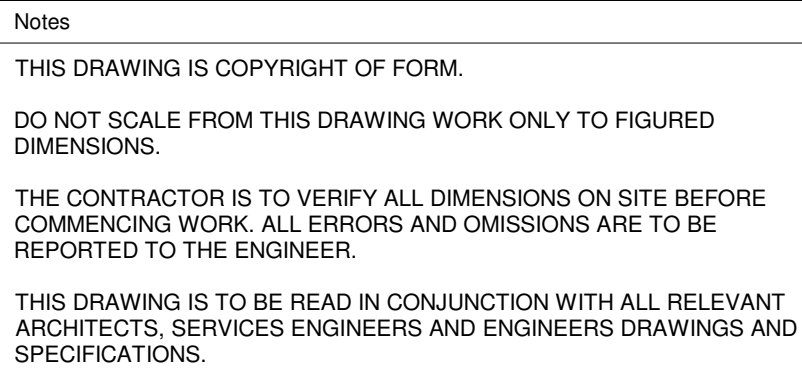 Notes
THIS DRAWING IS COPYRIGHT OF FORM.
DO NOT SCALE FROM THIS DRAWING WORK ONLY TO FIGURED
DIMENSIONS.
THE CONTRACTOR IS TO VERIFY ALL DIMENSIONS ON SITE BEFORE
COMMENCING WORK. ALL ERRORS AND OMISSIONS ARE TO BE
REPORTED TO THE ENGINEER.
THIS DRAWING IS TO BE READ IN CONJUNCTION WITH ALL RELEVANT
ARCHITECTS, SERVICES ENGINEERS AND ENGINEERS DRAWINGS AND
SPECIFICATIONS.